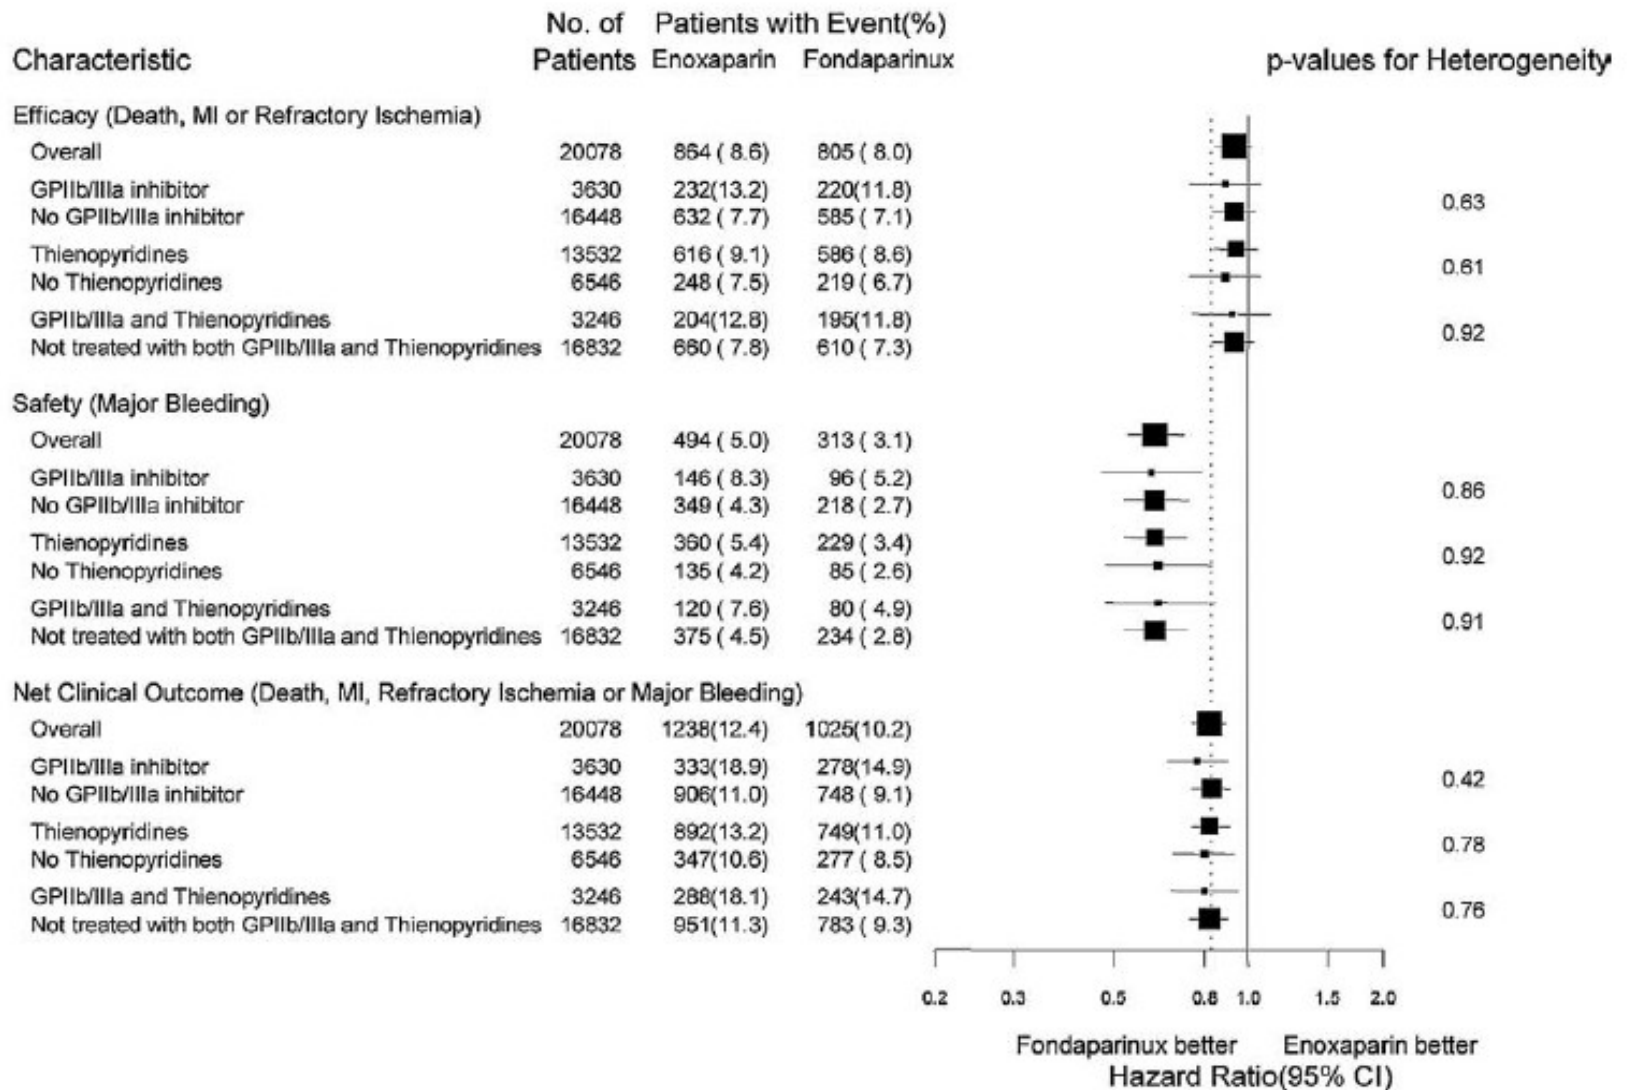 No. of Patients with Event(%)
Characteristic Patients Enoxaparin Fondaparinux p-values for Heterogeneity
Efficacy (Death, MI or Refractory Ischemia)
Overall 20078 864 ( 8.6) 805 ( 8.0)
GPIIb/IIIa inhibitor 3630 232(13.2) 220(11.8)
0.63
No GPIIb/IIIa inhibitor 16448 632 ( 7.7) 585 ( 7.1)
Thienopyridines 13532 616 ( 9.1) 586 ( 8.6)
0.61
No Thienopyridines 6546 248 ( 7.5) 219 ( 6.7)
GPIIb/IIIa and Thienopyridines 3246 204(12.8) 195(11.8)
0.92
Not treated with both GPIIb/IIIa and Thienopyridines 16832 660 ( 7.8) 610 ( 7.3)
Safety (Major Bleeding)
Overall 20078 494 ( 5.0) 313 ( 3.1)
GPIIb/IIIa inhibitor 3630 146 ( 8.3) 96 ( 5.2)
0.86
No GPIIb/IIIa inhibitor 16448 349 ( 4.3) 218 ( 2.7)
Thienopyridines 13532 360 ( 5.4) 229 ( 3.4)
0.92
No Thienopyridines 6546 135 ( 4.2) 85 ( 2.6)
GPIIb/IIIa and Thienopyridines 3246 120 ( 7.6) 80 ( 4.9)
0.91
Not treated with both GPIIb/IIIa and Thienopyridines 16832 375 ( 4.5) 234 ( 2.8)
Net Clinical Outcome (Death, MI, Refractory Ischemia or Major Bleeding)
Overall 20078 1238(12.4) 1025(10.2)
GPIIb/IIIa inhibitor 3630 333(18.9) 278(14.9)
0.42
No GPIIb/IIIa inhibitor 16448 906(11.0) 748 ( 9.1)
Thienopyridines 13532 892(13.2) 749(11.0)
0.78
No Thienopyridines 6546 347(10.6) 277 ( 8.5)
GPIIb/IIIa and Thienopyridines 3246 288(18.1) 243(14.7)
0.76
Not treated with both GPIIb/IIIa and Thienopyridines 16832 951(11.3) 783 ( 9.3)
0.2 0.3 0.5 0.8 1.0 1.5 2.0
Fondaparinux better Enoxaparin better
Hazard Ratio(95% CI)